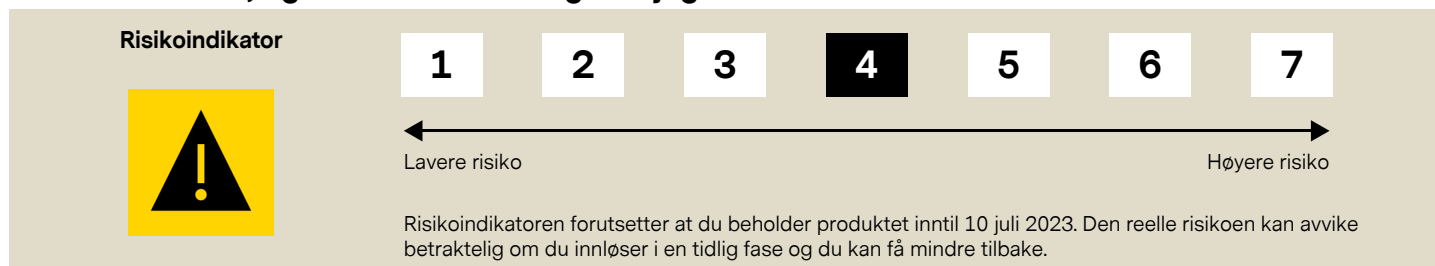 Risikoindikator
1 2 3 4 5 6 7
Lavere risiko Høyere risiko
Risikoindikatoren forutsetter at du beholder produktet inntil 10 juli 2023. Den reelle risikoen kan avvike
betraktelig om du innløser i en tidlig fase og du kan få mindre tilbake.